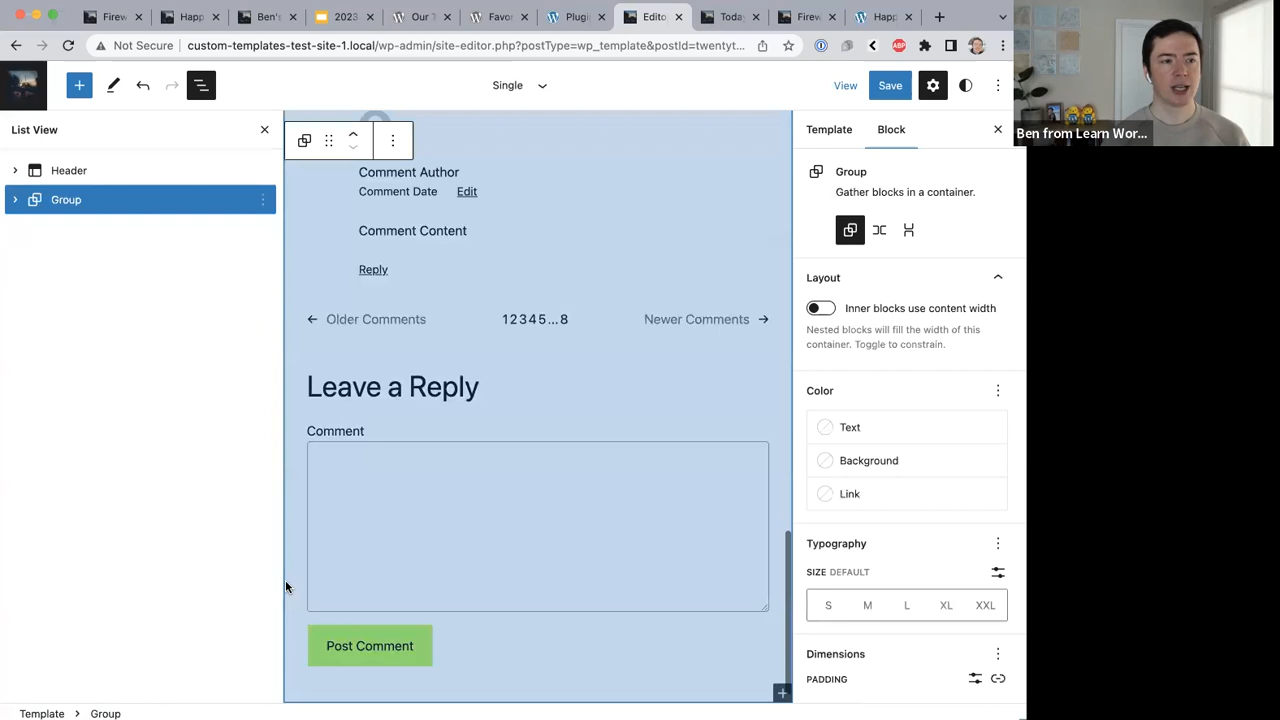 Firew
Happ
Ben's
2023
Our T
Favor
Plugin
Edito
Today
Firew
Happ
Not Secure
custom-templates-test-site-1.local/wp-admin/site-editor.php?postType=wp_template&postId=twentyt...
ABP
Single
View
Save
Ben from Learn Wor...
List View
Template
Block
Header
Group
Comment Author
Comment Date
Edit
Comment Content
Reply
Older Comments
12345...8
Newer Comments
Leave a Reply
Comment
Post Comment
Group
Gather blocks in a container.
Layout
Inner blocks use content width
Nested blocks will fill the width of this
container. Toggle to constrain.
Color
Text
Background
Link
Typography
SIZE DEFAULT
S M L XL XXL
Dimensions
PADDING
Template > Group